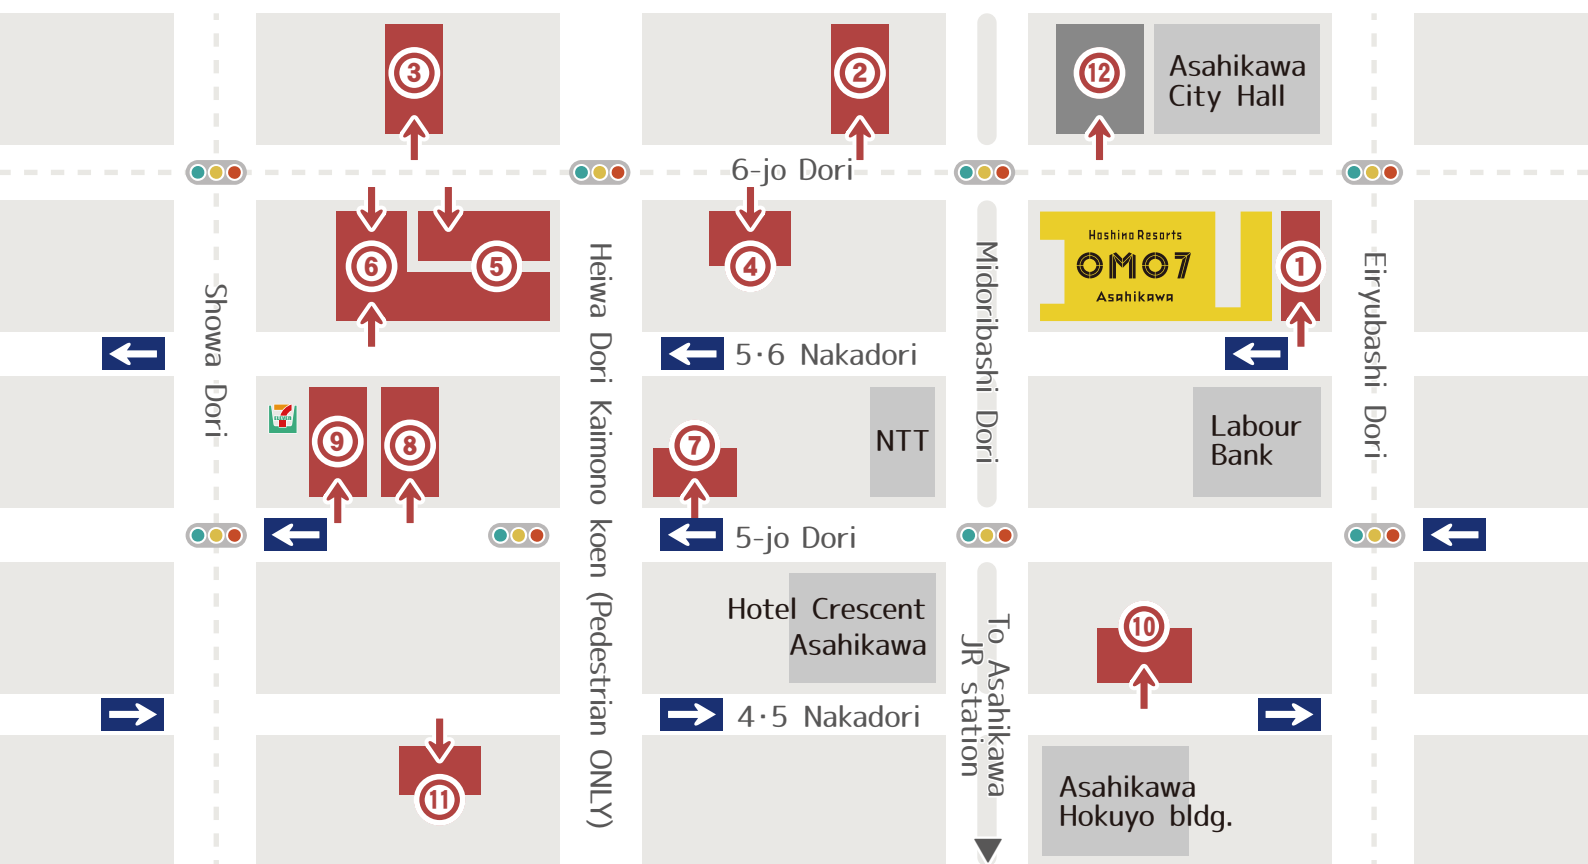 3
2
12
Asahikawa
City Hall
6-jo Dori
6
5
4
Hoshino Resorts
OMO7
Asahikawa
1
Showa Dori
Heiwa Dori Kaimono koen (Pedestrian ONLY)
Midoribashi Dori
Eiryubashi Dori
5·6 Nakadori
7
ELEVEN
9
8
7
NTT
Labour
Bank
5-jo Dori
Hotel Crescent
Asahikawa
To Asahikawa
JR station
10
4·5 Nakadori
11
Asahikawa
Hokuyo bldg.